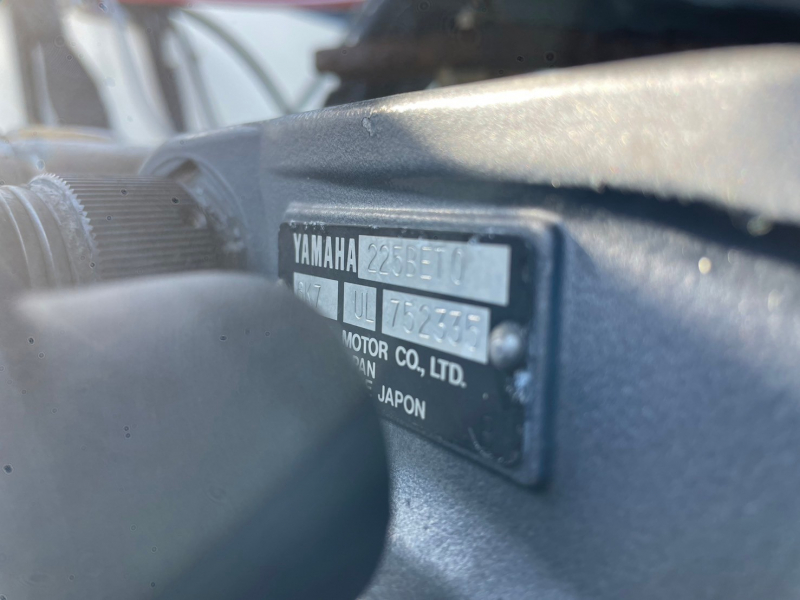 YAMAHA 225BETO
UL 752335
MOTOR CO., LTD.
JAPON